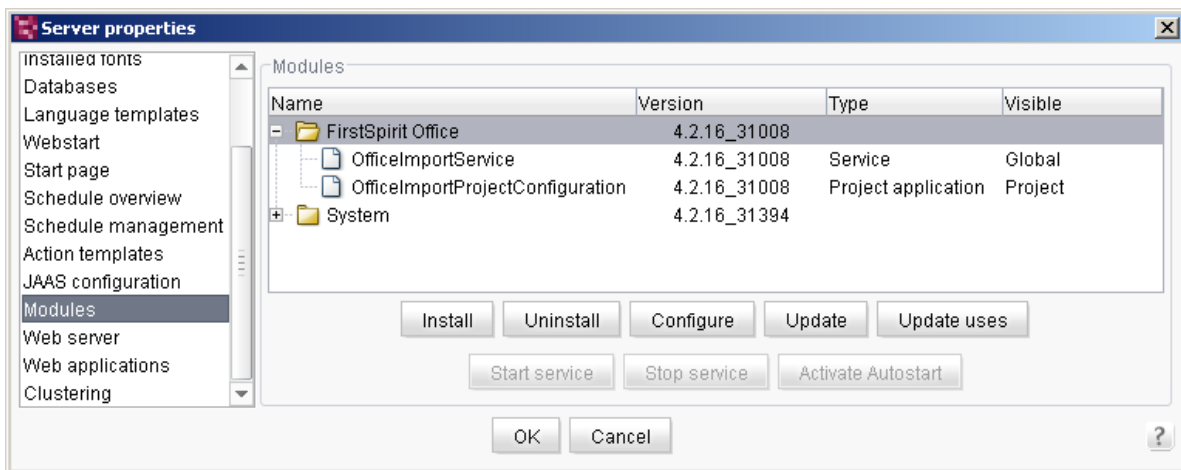 Server properties
Installed fonts
Databases
Language templates
Webstart
Start page
Schedule overview
Schedule management
Action templates
JAAS configuration
Modules
Web server
Web applications
Clustering
Modules
Name Version Type Visible
FirstSpirit Office 4.2.16_31008
OfficeImportService 4.2.16_31008 Service Global
OfficeImportProjectConfiguration 4.2.16_31008 Project application Project
System 4.2.16_31394
Install Uninstall Configure Update Update uses
Start service Stop service Activate Autostart
OK Cancel ?